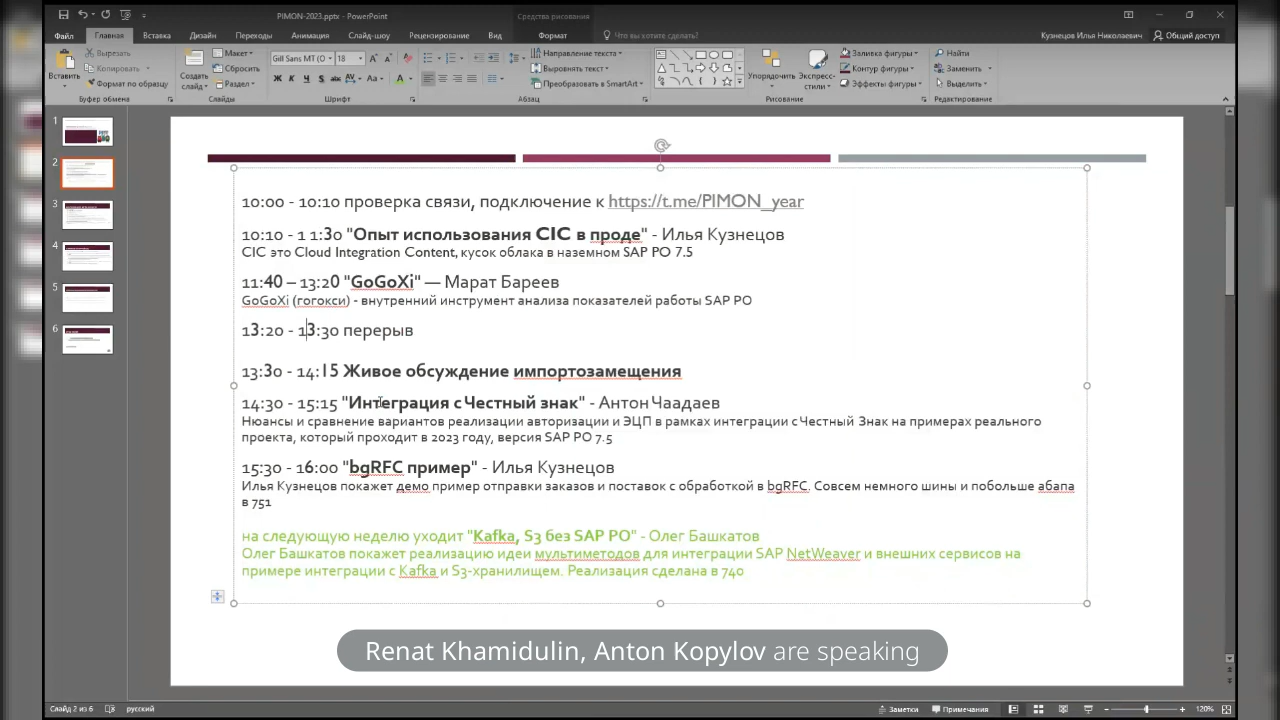 PIMON-2023.pptx - PowerPoint
Средства рисования
Файл
Главная
Вставка
Дизайн
Переходы
Анимация
Слайд-шоу
Рецензирование
Вид
Формат
Что вы хотите сделать?
Кузнецов Илья Николаевич
Общий доступ
Вставить
Вырезать
Копировать
Формат по образцу
Буфер обмена
Создать слайд
Макет
Сбросить
Раздел
Слайды
Gill Sans MT (О
18
Шрифт
Направление текста
Выровнять текст
Преобразовать в SmartArt
Абзац
Упорядочить
Экспресс-стили
Заливка фигуры
Контур фигуры
Эффекты фигуры
Рисование
Найти
Заменить
Выделить
Редактирование
1
2
3
4
5
6
10:00 - 10:10 проверка связи, подключение к https://t.me/PIMON_year
10:10 - 1 1:30 "Опыт использования CIC в проде" - Илья Кузнецов
CIC это Cloud Integration Content, кусок облака в наземном SAP PO 7.5
11:40 – 13:20 "GoGoXi" — Марат Бареев
GoGoXi (гогокси) - внутренний инструмент анализа показателей работы SAP PO
13:20 - 13:30 перерыв
13:30 - 14:15 Живое обсуждение импортозамещения
14:30 - 15:15 "Интеграция с Честный знак" - Антон Чаадаев
Нюансы и сравнение вариантов реализации авторизации и ЭЦП в рамках интеграции с Честный Знак на примерах реального
проекта, который проходит в 2023 году, версия SAP PO 7.5
15:30 - 16:00 "bgRFC пример" - Илья Кузнецов
Илья Кузнецов покажет демо пример отправки заказов и поставок с обработкой в bgRFC. Совсем немного шины и побольше абапа
в 751
на следующую неделю уходит "Kafka, S3 без SAP PO" - Олег Башкатов
Олег Башкатов покажет реализацию идеи мультиметодов для интеграции SAP NetWeaver и внешних сервисов на
примере интеграции с Kafka и S3-хранилищем. Реализация сделана в 740
Renat Khamidulin, Anton Kopylov are speaking
Слайд 2 из 6
русский
Заметки
Примечания
120%